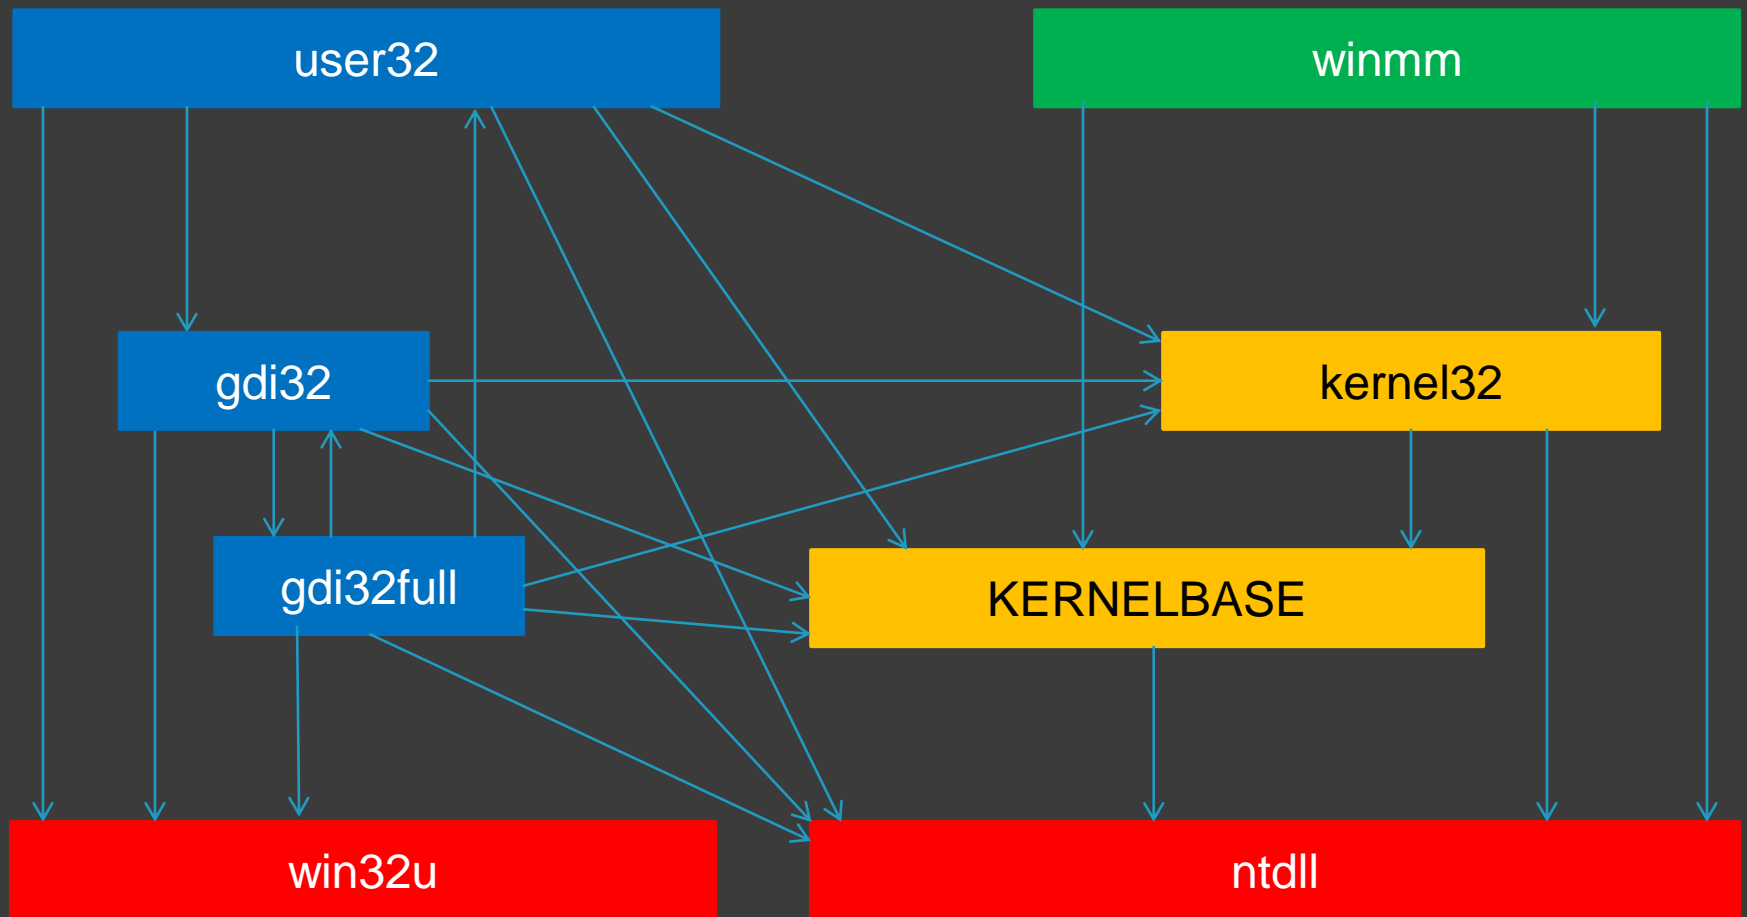 user32
winmm
gdi32
kernel32
gdi32full
KERNELBASE
win32u
ntdll